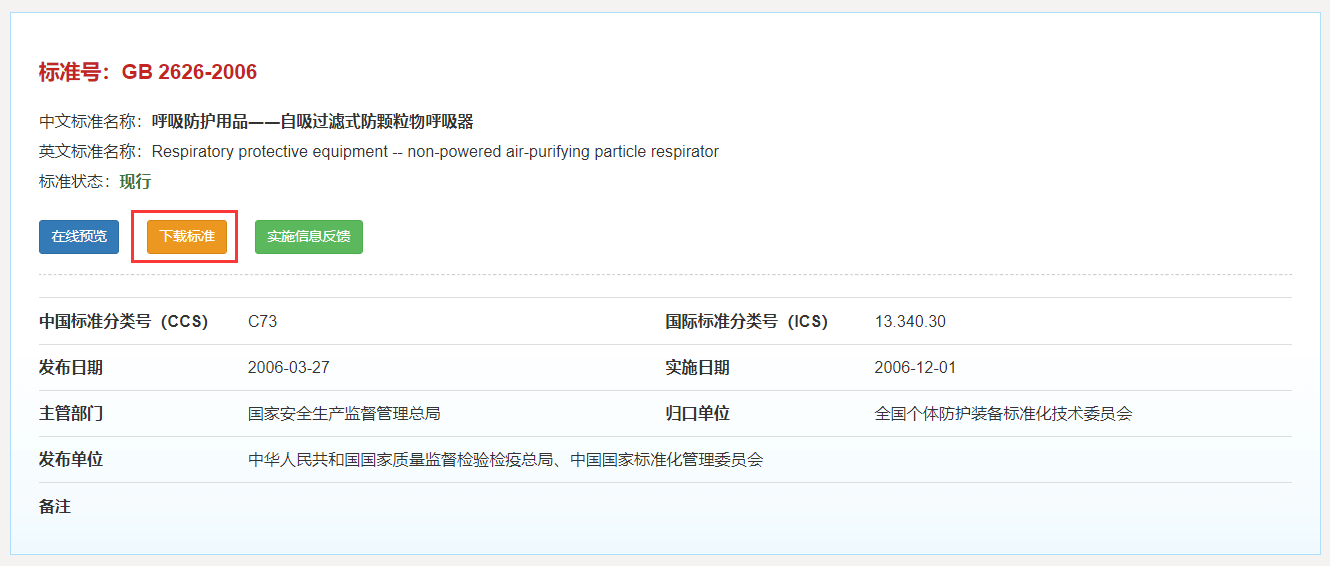 标准号：GB 2626-2006
中文标准名称：呼吸防护用品——自吸过滤式防颗粒物呼吸器
英文标准名称：Respiratory protective equipment -- non-powered air-purifying particle respirator
标准状态：现行
在线预览 下载标准 实施信息反馈
中国标准分类号（CCS） C73 国际标准分类号（ICS） 13.340.30
发布日期 2006-03-27 实施日期 2006-12-01
主管部门 国家安全生产监督管理总局 归口单位 全国个体防护装备标准化技术委员会
发布单位 中华人民共和国国家质量监督检验检疫总局、中国国家标准化管理委员会
备注